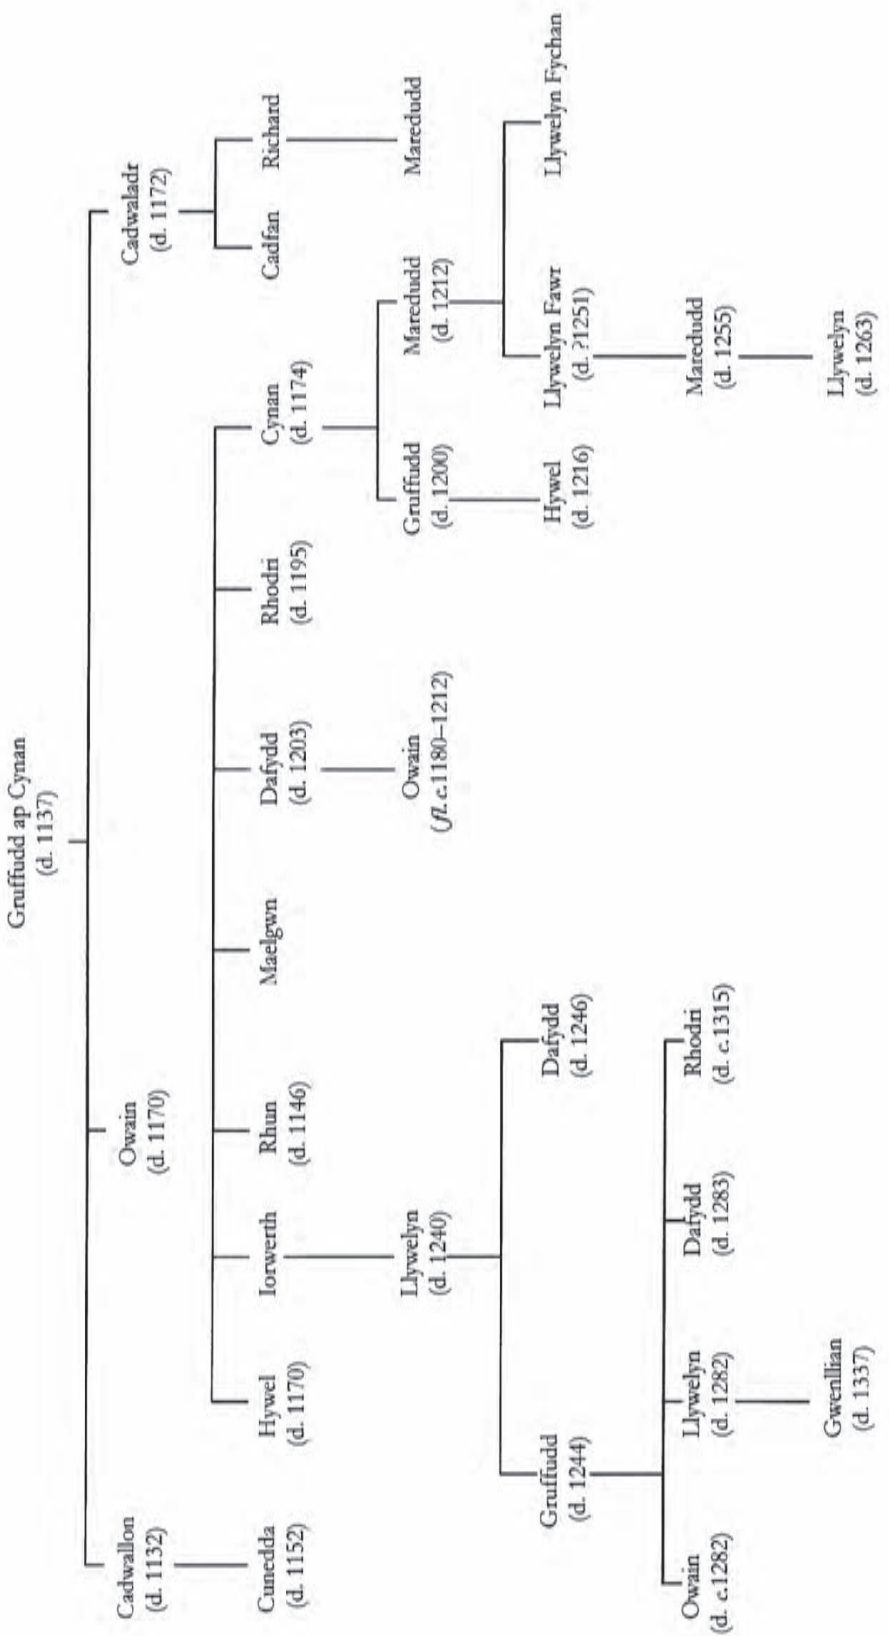 Gruffudd ap Cynan
(d. 1137)
Cadwallon
(d. 1132)
Owain
(d. 1170)
Cadwaladr
(d. 1172)
Cunedda
(d. 1152)
Hywel
(d. 1170)
Iorwerth
Rhun
(d. 1146)
Maelgwn
Dafydd
(d. 1203)
Rhodri
(d. 1195)
Cynan
(d. 1174)
Cadfan
Richard
Llywelyn
(d. 1240)
Owain
(fl. c.1180–1212)
Gruffudd
(d. 1200)
Maredudd
(d. 1212)
Maredudd
Gruffudd
(d. 1244)
Dafydd
(d. 1246)
Hywel
(d. 1216)
Llywelyn Fawr
(d. ?1251)
Llywelyn Fychan
Owain
(d. c.1282)
Llywelyn
(d. 1282)
Dafydd
(d. 1283)
Rhodri
(d. c.1315)
Maredudd
(d. 1255)
Gwenllian
(d. 1337)
Llywelyn
(d. 1263)